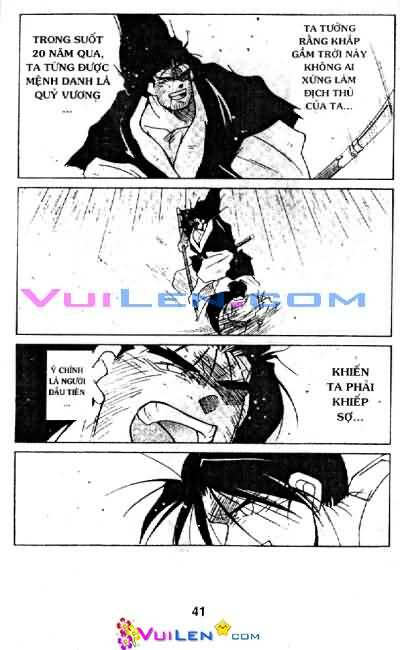 TRONG SUỐT
20 NĂM QUA,
TA TỪNG ĐƯỢC
MỆNH DANH LÀ
QUỶ VƯƠNG
...
TA TƯỞNG
RẰNG KHẮP
GẦM TRỜI NÀY
KHÔNG AI
XỨNG LÀM
ĐỊCH THỦ
CỦA TA...
VUILEN.COM
Ý CHÍNH
LÀ NGƯỜI
ĐẦU TIÊN
...
KHIẾN
TA PHẢI
KHIẾP
SỢ...
41
VUILEN.COM